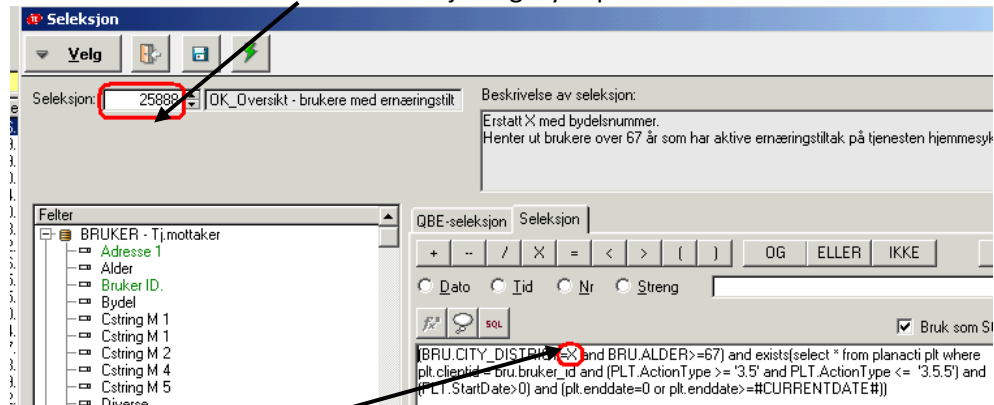 Seleksjon
Velg
Seleksjon: 25888 OK_Oversikt - brukere med ernæringstilt
Beskrivelse av seleksjon:
Erstatt X med bydelsnummer.
Henter ut brukere over 67 år som har aktive ernæringstiltak på tjenesten hjemmesyk
Felter
BRUKER - Tj.mottaker
Adresse 1
Alder
Bruker ID.
Bydel
Cstring M 1
Cstring M 1
Cstring M 2
Cstring M 4
Cstring M 5
Diverse
QBE-seleksjon Seleksjon
+ -- / X = < > ( ) OG ELLER IKKE
Dato Tid Nr Streng
SQL Bruk som S
(BRU.CITY_DISTRICT=X and BRU.ALDER>=67) and exists(select * from planacti plt where
plt.clientid = bru.bruker_id and (PLT.ActionType >= '3.5' and PLT.ActionType <= '3.5.5') and
(PLT.StartDate>0) and (plt.enddate=0 or plt.enddate>=#CURRENTDATE#))